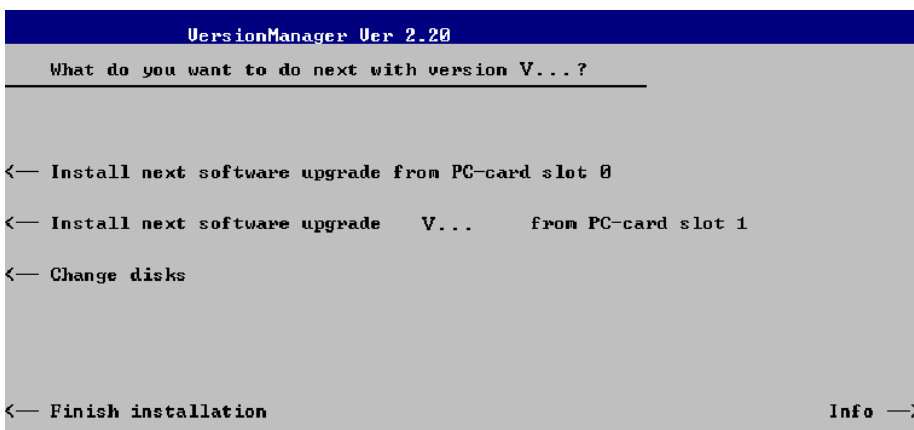 VersionManager Ver 2.20
What do you want to do next with version V...?
<— Install next software upgrade from PC-card slot 0
<— Install next software upgrade V... from PC-card slot 1
<— Change disks
<— Finish installation Info —>